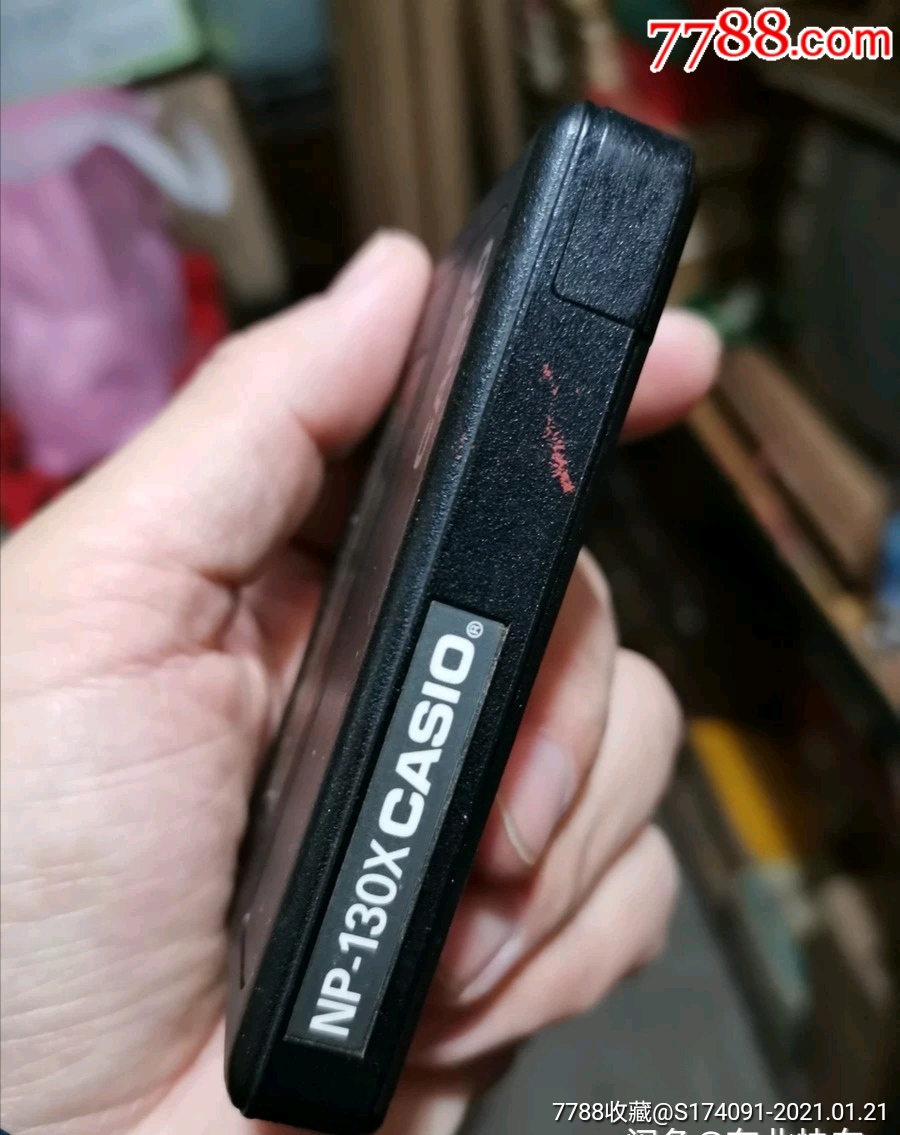 7788.com
NP-130X CASIO®
7788收藏@S174091-2021.01.21